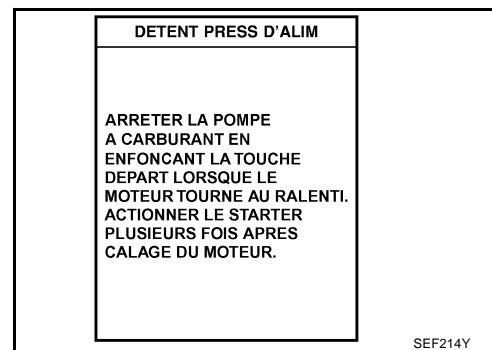 DETENT PRESS D'ALIM
ARRETER LA POMPE
A CARBURANT EN
ENFONCANT LA TOUCHE
DEPART LORSQUE LE
MOTEUR TOURNE AU RALENTI.
ACTIONNER LE STARTER
PLUSIEURS FOIS APRES
CALAGE DU MOTEUR.
SEF214Y